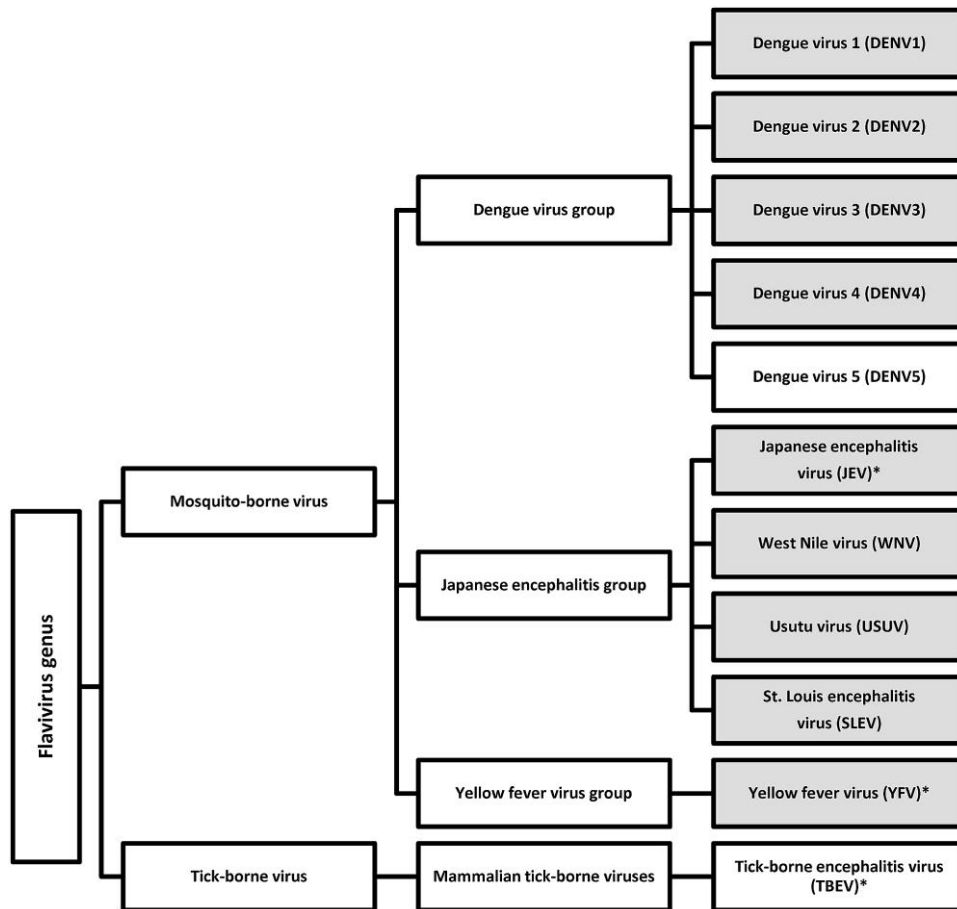 Dengue virus 1 (DENV1)
Dengue virus 2 (DENV2)
Dengue virus group
Dengue virus 3 (DENV3)
Dengue virus 4 (DENV4)
Dengue virus 5 (DENV5)
Japanese encephalitis
virus (JEV)*
Mosquito-borne virus
West Nile virus (WNV)
Japanese encephalitis group
Usutu virus (USUV)
Flavivirus genus
St. Louis encephalitis
virus (SLEV)
Yellow fever virus group
Yellow fever virus (YFV)*
Tick-borne virus
Mammalian tick-borne viruses
Tick-borne encephalitis virus
(TBEV)*